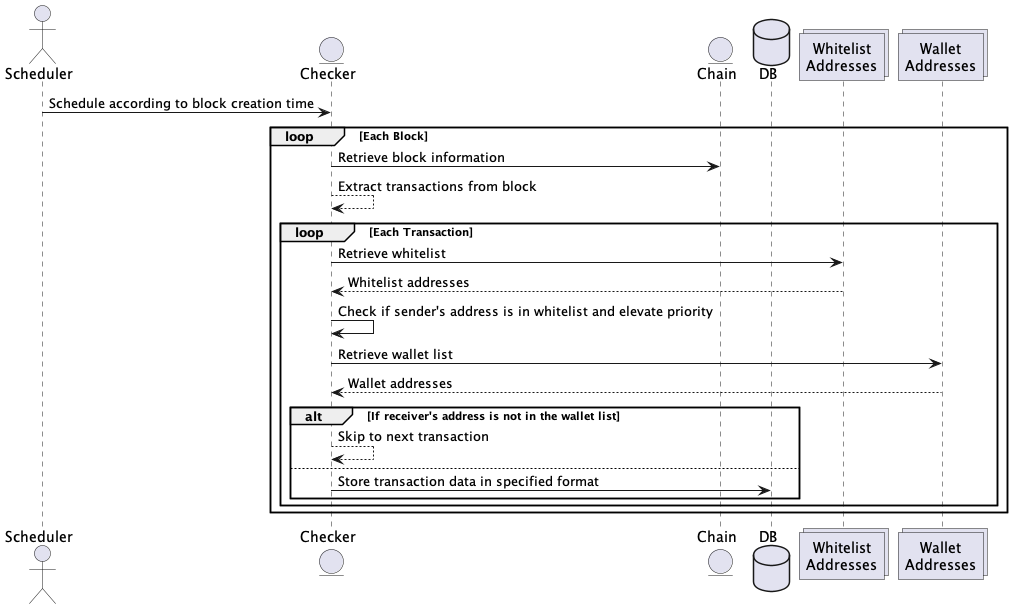 Scheduler
Checker
Chain
DB
Whitelist
Addresses
Wallet
Addresses
Schedule according to block creation time
loop [Each Block]
Retrieve block information
Extract transactions from block
loop [Each Transaction]
Retrieve whitelist
Whitelist addresses
Check if sender's address is in whitelist and elevate priority
Retrieve wallet list
Wallet addresses
alt [If receiver's address is not in the wallet list]
Skip to next transaction
Store transaction data in specified format
Scheduler
Checker
Chain
DB
Whitelist
Addresses
Wallet
Addresses